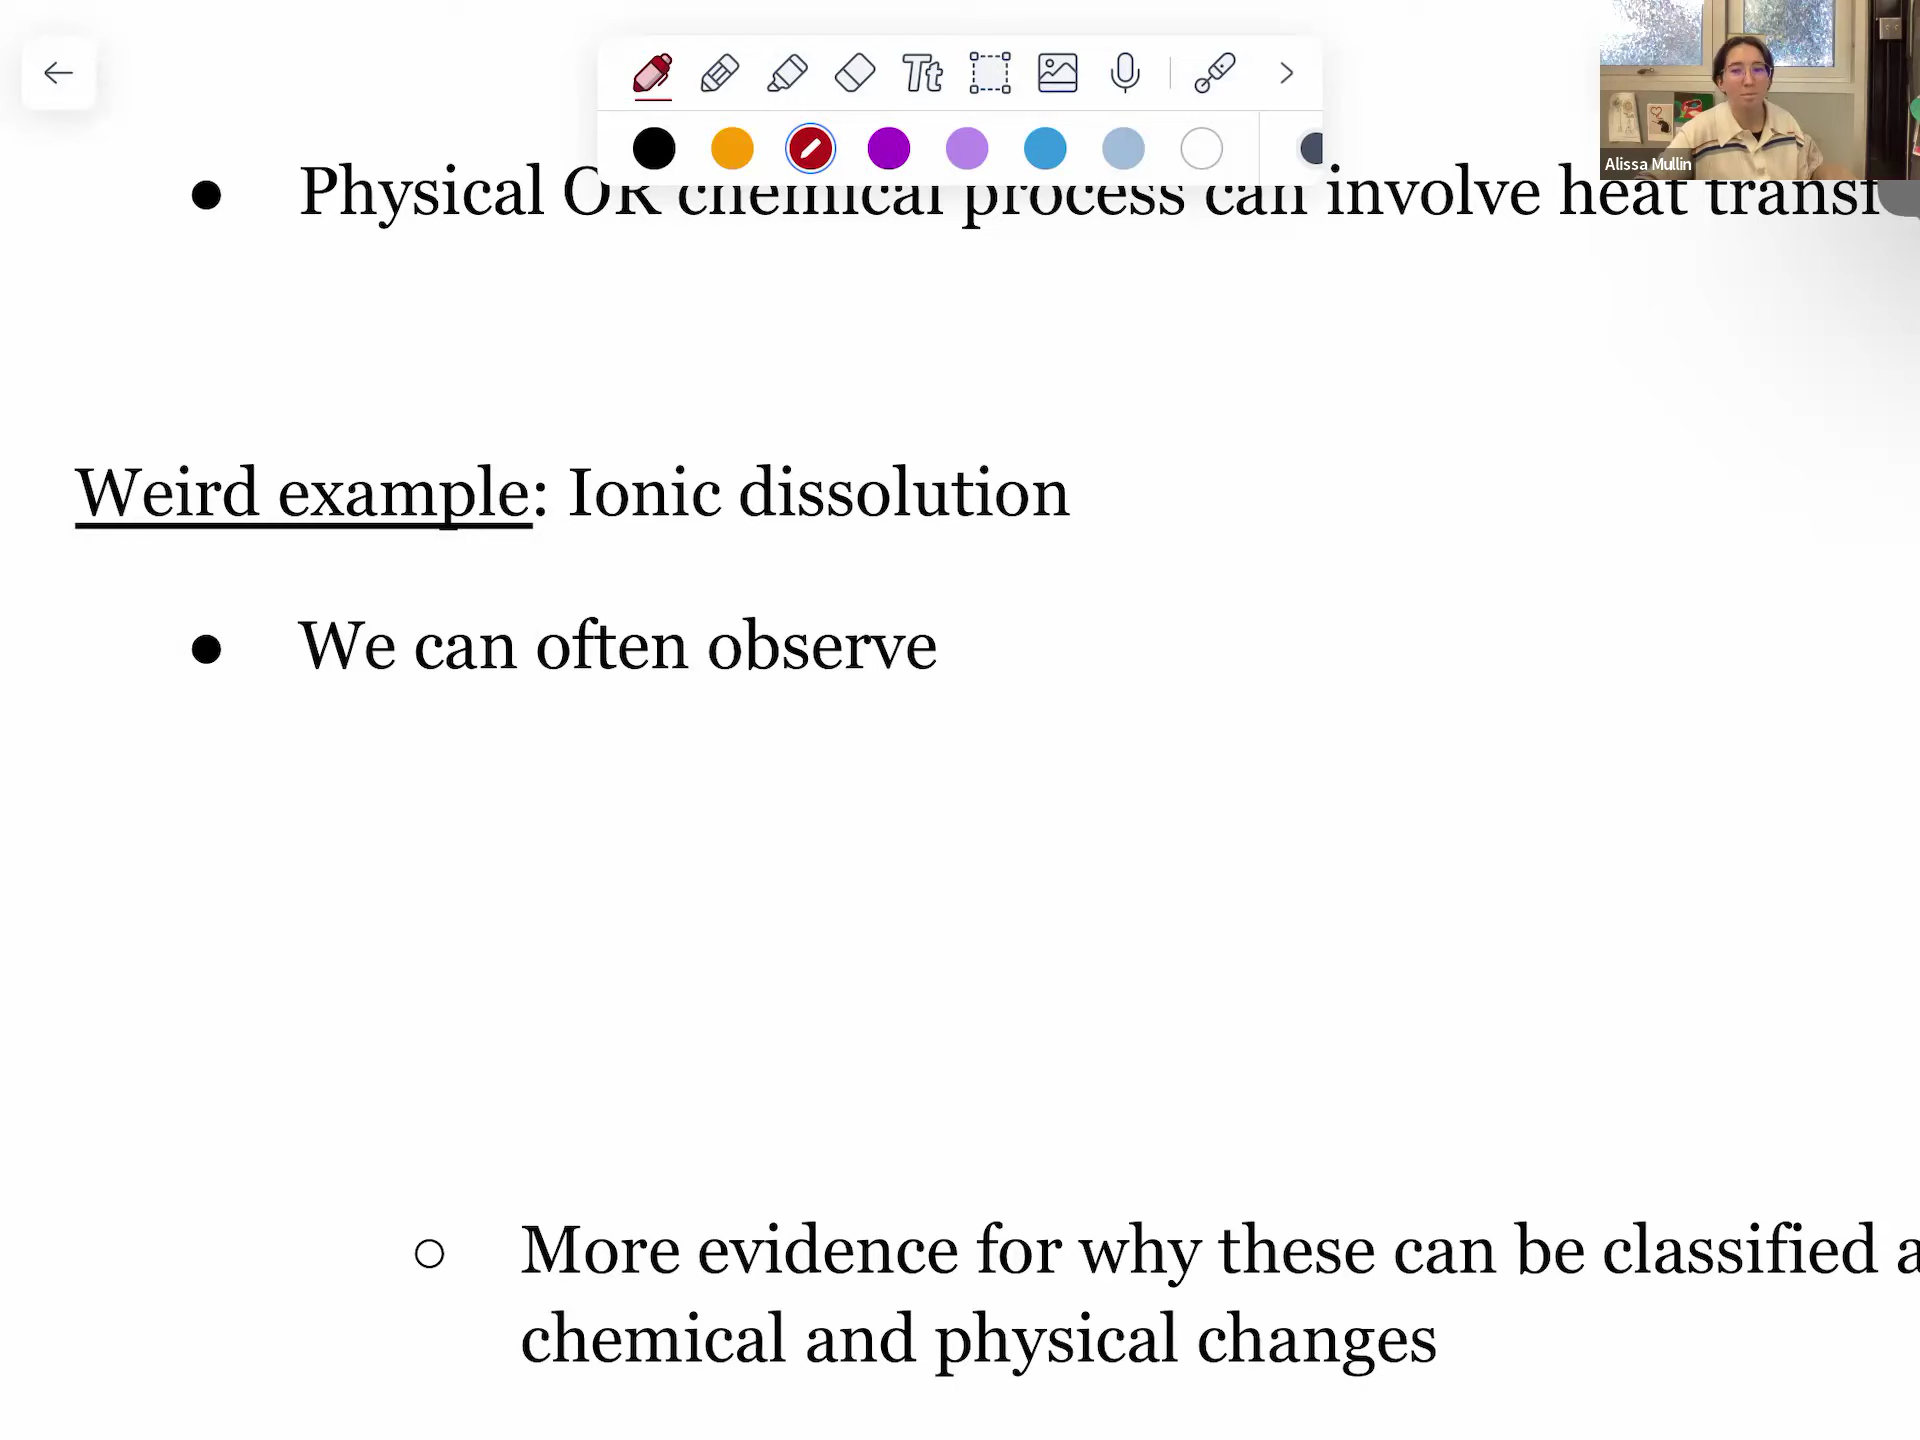 Tt
Alissa Mullin
Physical OR chemical process can involve heat
Weird example: Ionic dissolution
We can often observe
More evidence for why these can be classified
chemical and physical changes